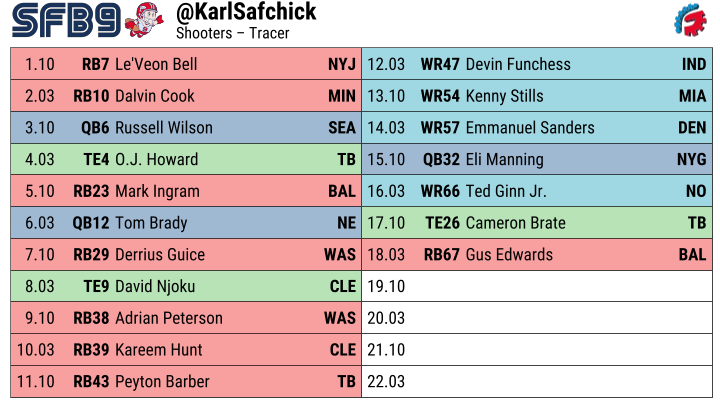 SFB9
@KarlSafchick
Shooters – Tracer
1.10 RB7 Le'Veon Bell NYJ
2.03 RB10 Dalvin Cook MIN
3.10 QB6 Russell Wilson SEA
4.03 TE4 O.J. Howard TB
5.10 RB23 Mark Ingram BAL
6.03 QB12 Tom Brady NE
7.10 RB29 Derrius Guice WAS
8.03 TE9 David Njoku CLE
9.10 RB38 Adrian Peterson WAS
10.03 RB39 Kareem Hunt CLE
11.10 RB43 Peyton Barber TB
12.03 WR47 Devin Funchess IND
13.10 WR54 Kenny Stills MIA
14.03 WR57 Emmanuel Sanders DEN
15.10 QB32 Eli Manning NYG
16.03 WR66 Ted Ginn Jr. NO
17.10 TE26 Cameron Brate TB
18.03 RB67 Gus Edwards BAL
19.10
20.03
21.10
22.03